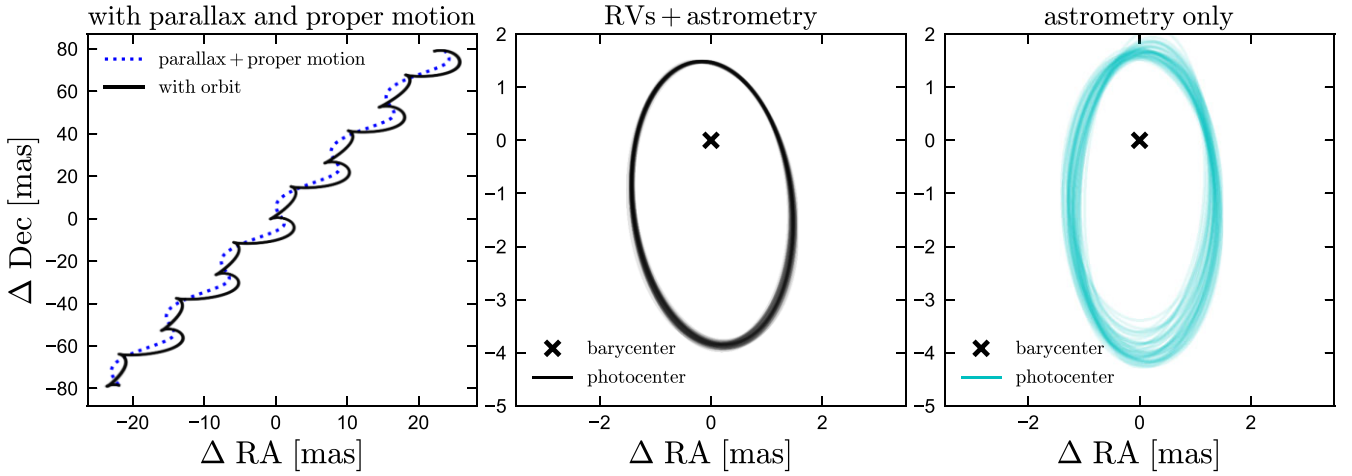 with parallax and proper motion
RVs + astrometry
astrometry only
Δ Dec [mas]
80
60
40
20
0
−20
−40
−60
−80
parallax + proper motion
with orbit
−20
−10
0
10
20
Δ RA [mas]
2
1
0
−1
−2
−3
−4
−5
barycenter
photocenter
−2
0
2
Δ RA [mas]
2
1
0
−1
−2
−3
−4
−5
barycenter
photocenter
−2
0
2
Δ RA [mas]